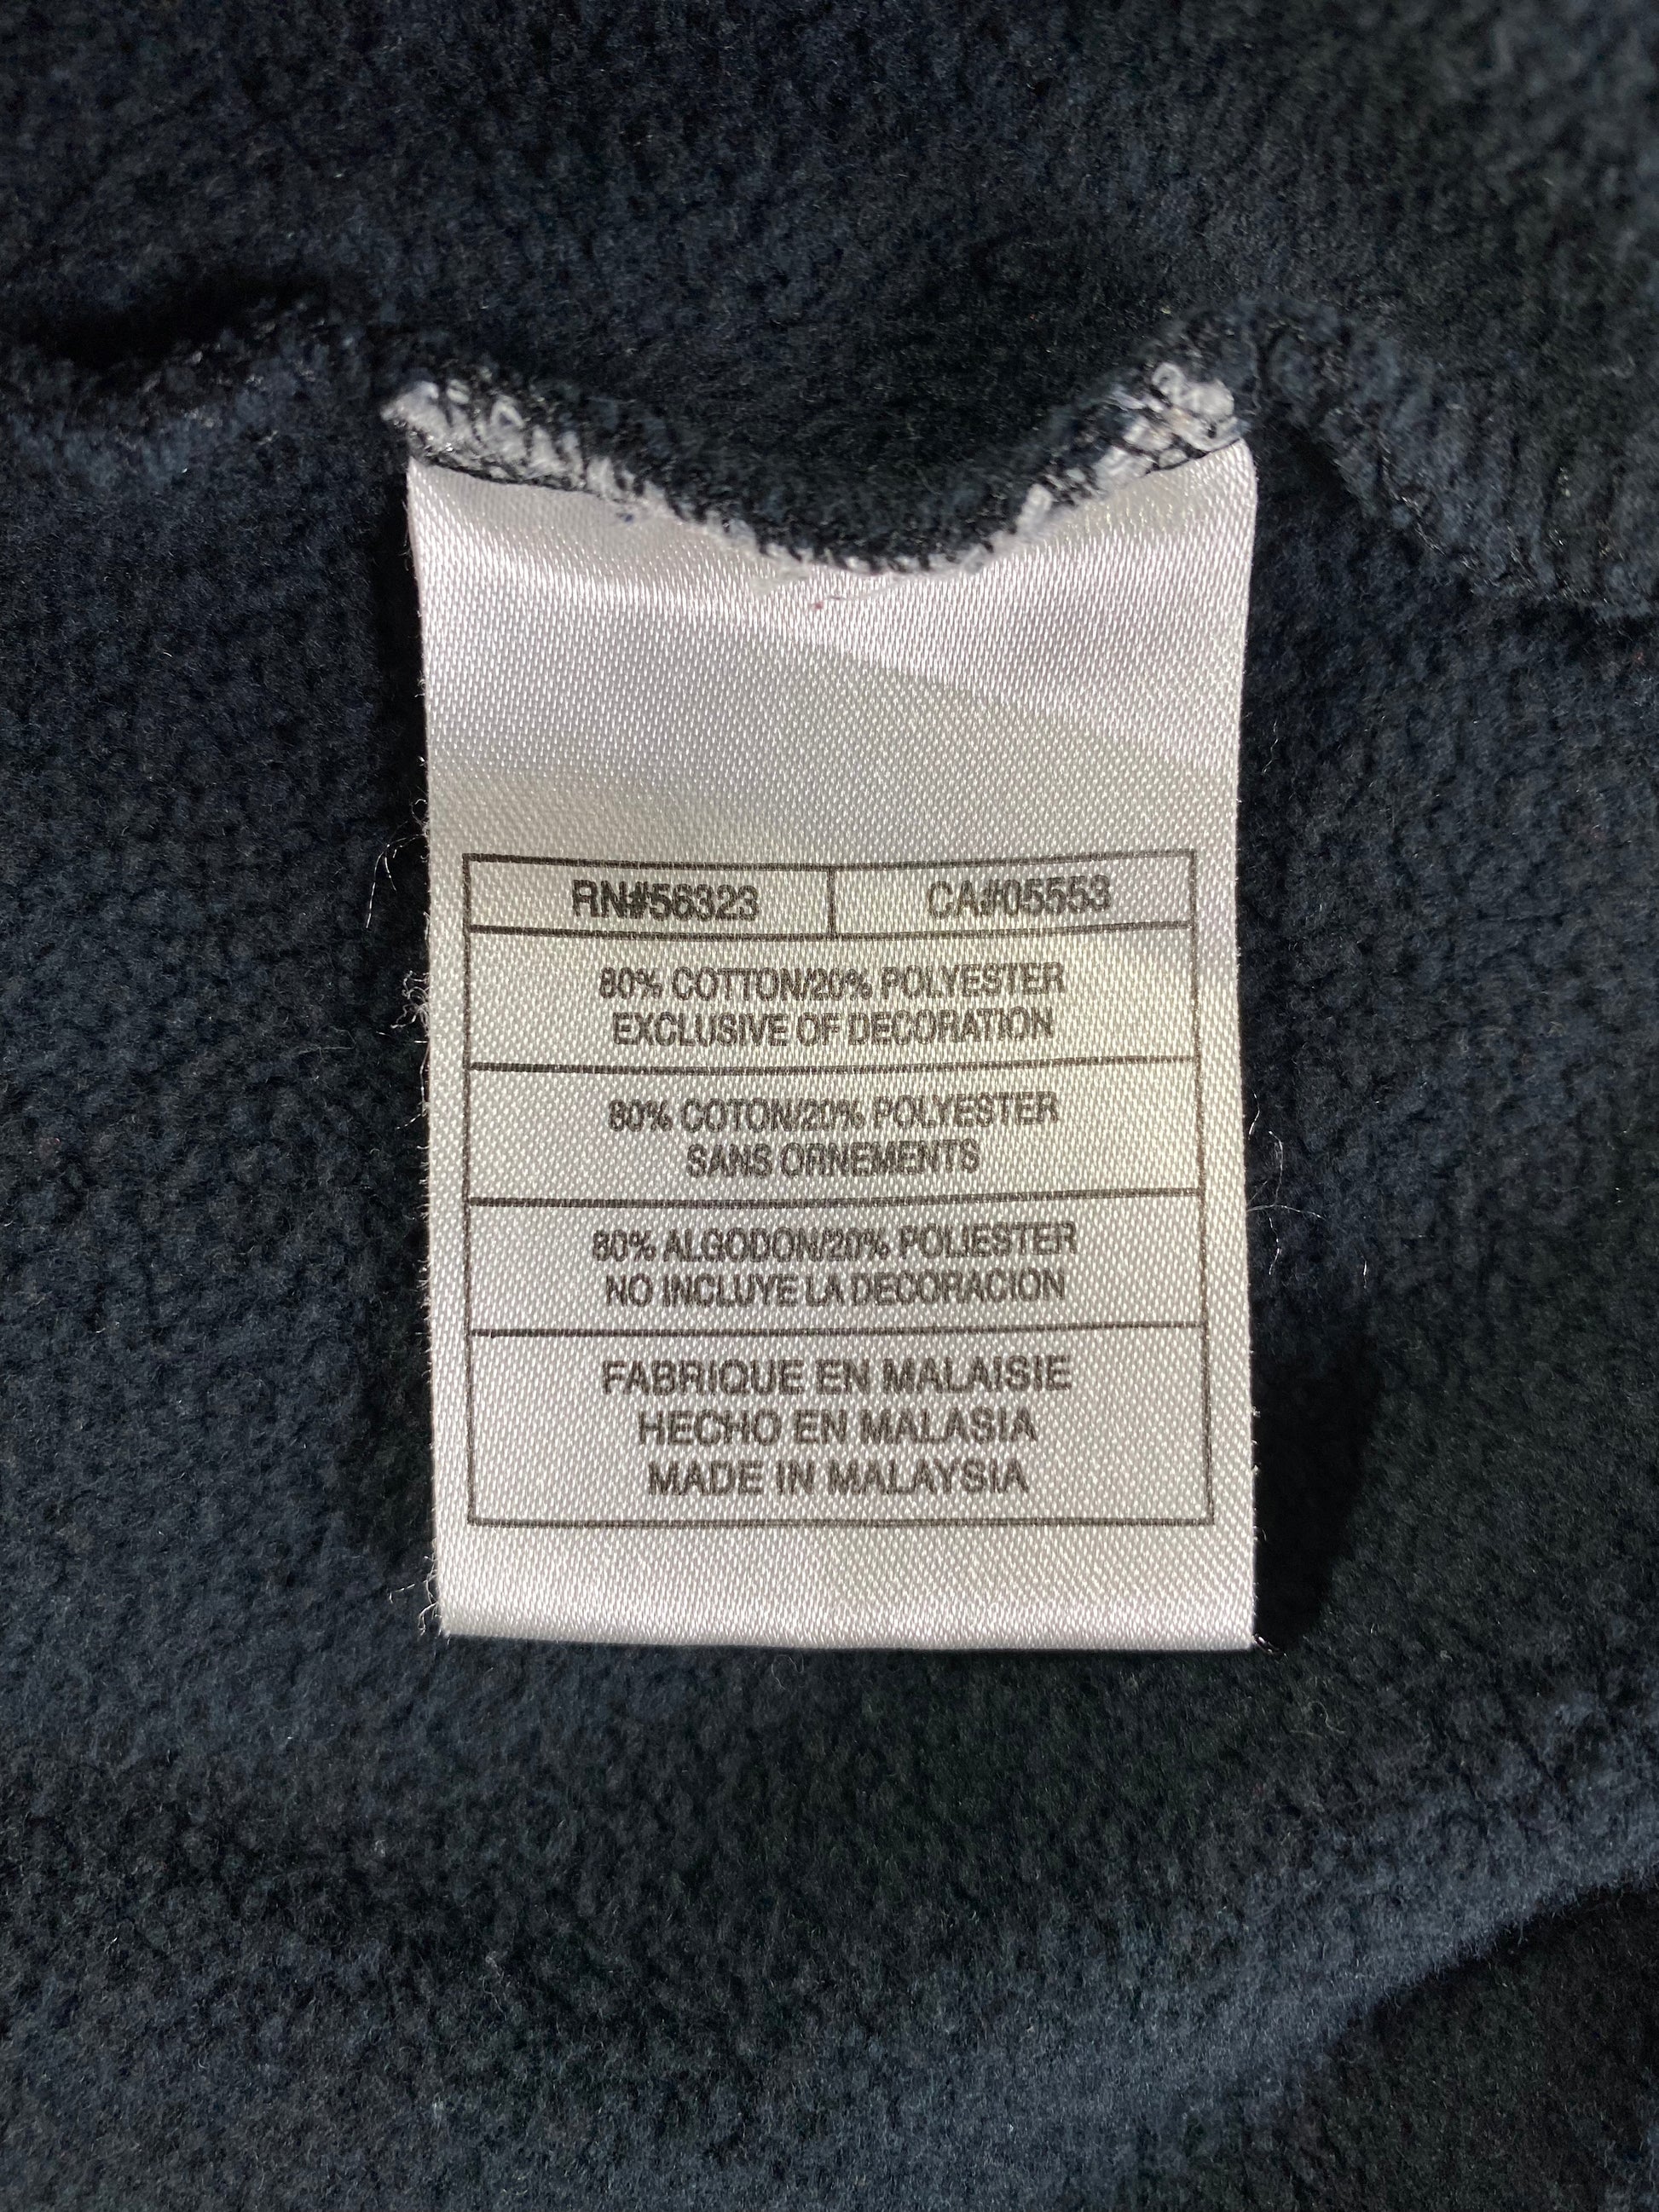 RN#56323 CA#05553
80% COTTON/20% POLYESTER
EXCLUSIVE OF DECORATION
80% COTON/20% POLYESTER
SANS ORNEMENTS
80% ALGODON/20% POLIESTER
NO INCLUYE LA DECORACION
FABRIQUE EN MALAISIE
HECHO EN MALASIA
MADE IN MALAYSIA